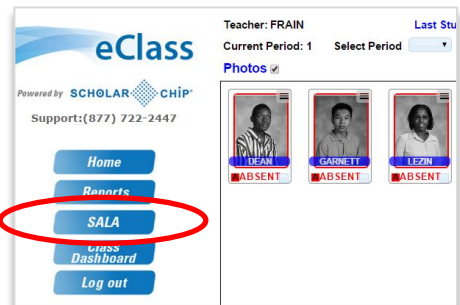 eClass
Powered by SCHOLAR CHIP®
Support:(877) 722-2447
Home
Reports
SALA
Class
Dashboard
Log out
Teacher: FRAIN
Last Stu
Current Period: 1 Select Period
Photos
DEAN
GARNETT
LEZIN
A ABSENT
A ABSENT
A ABSENT